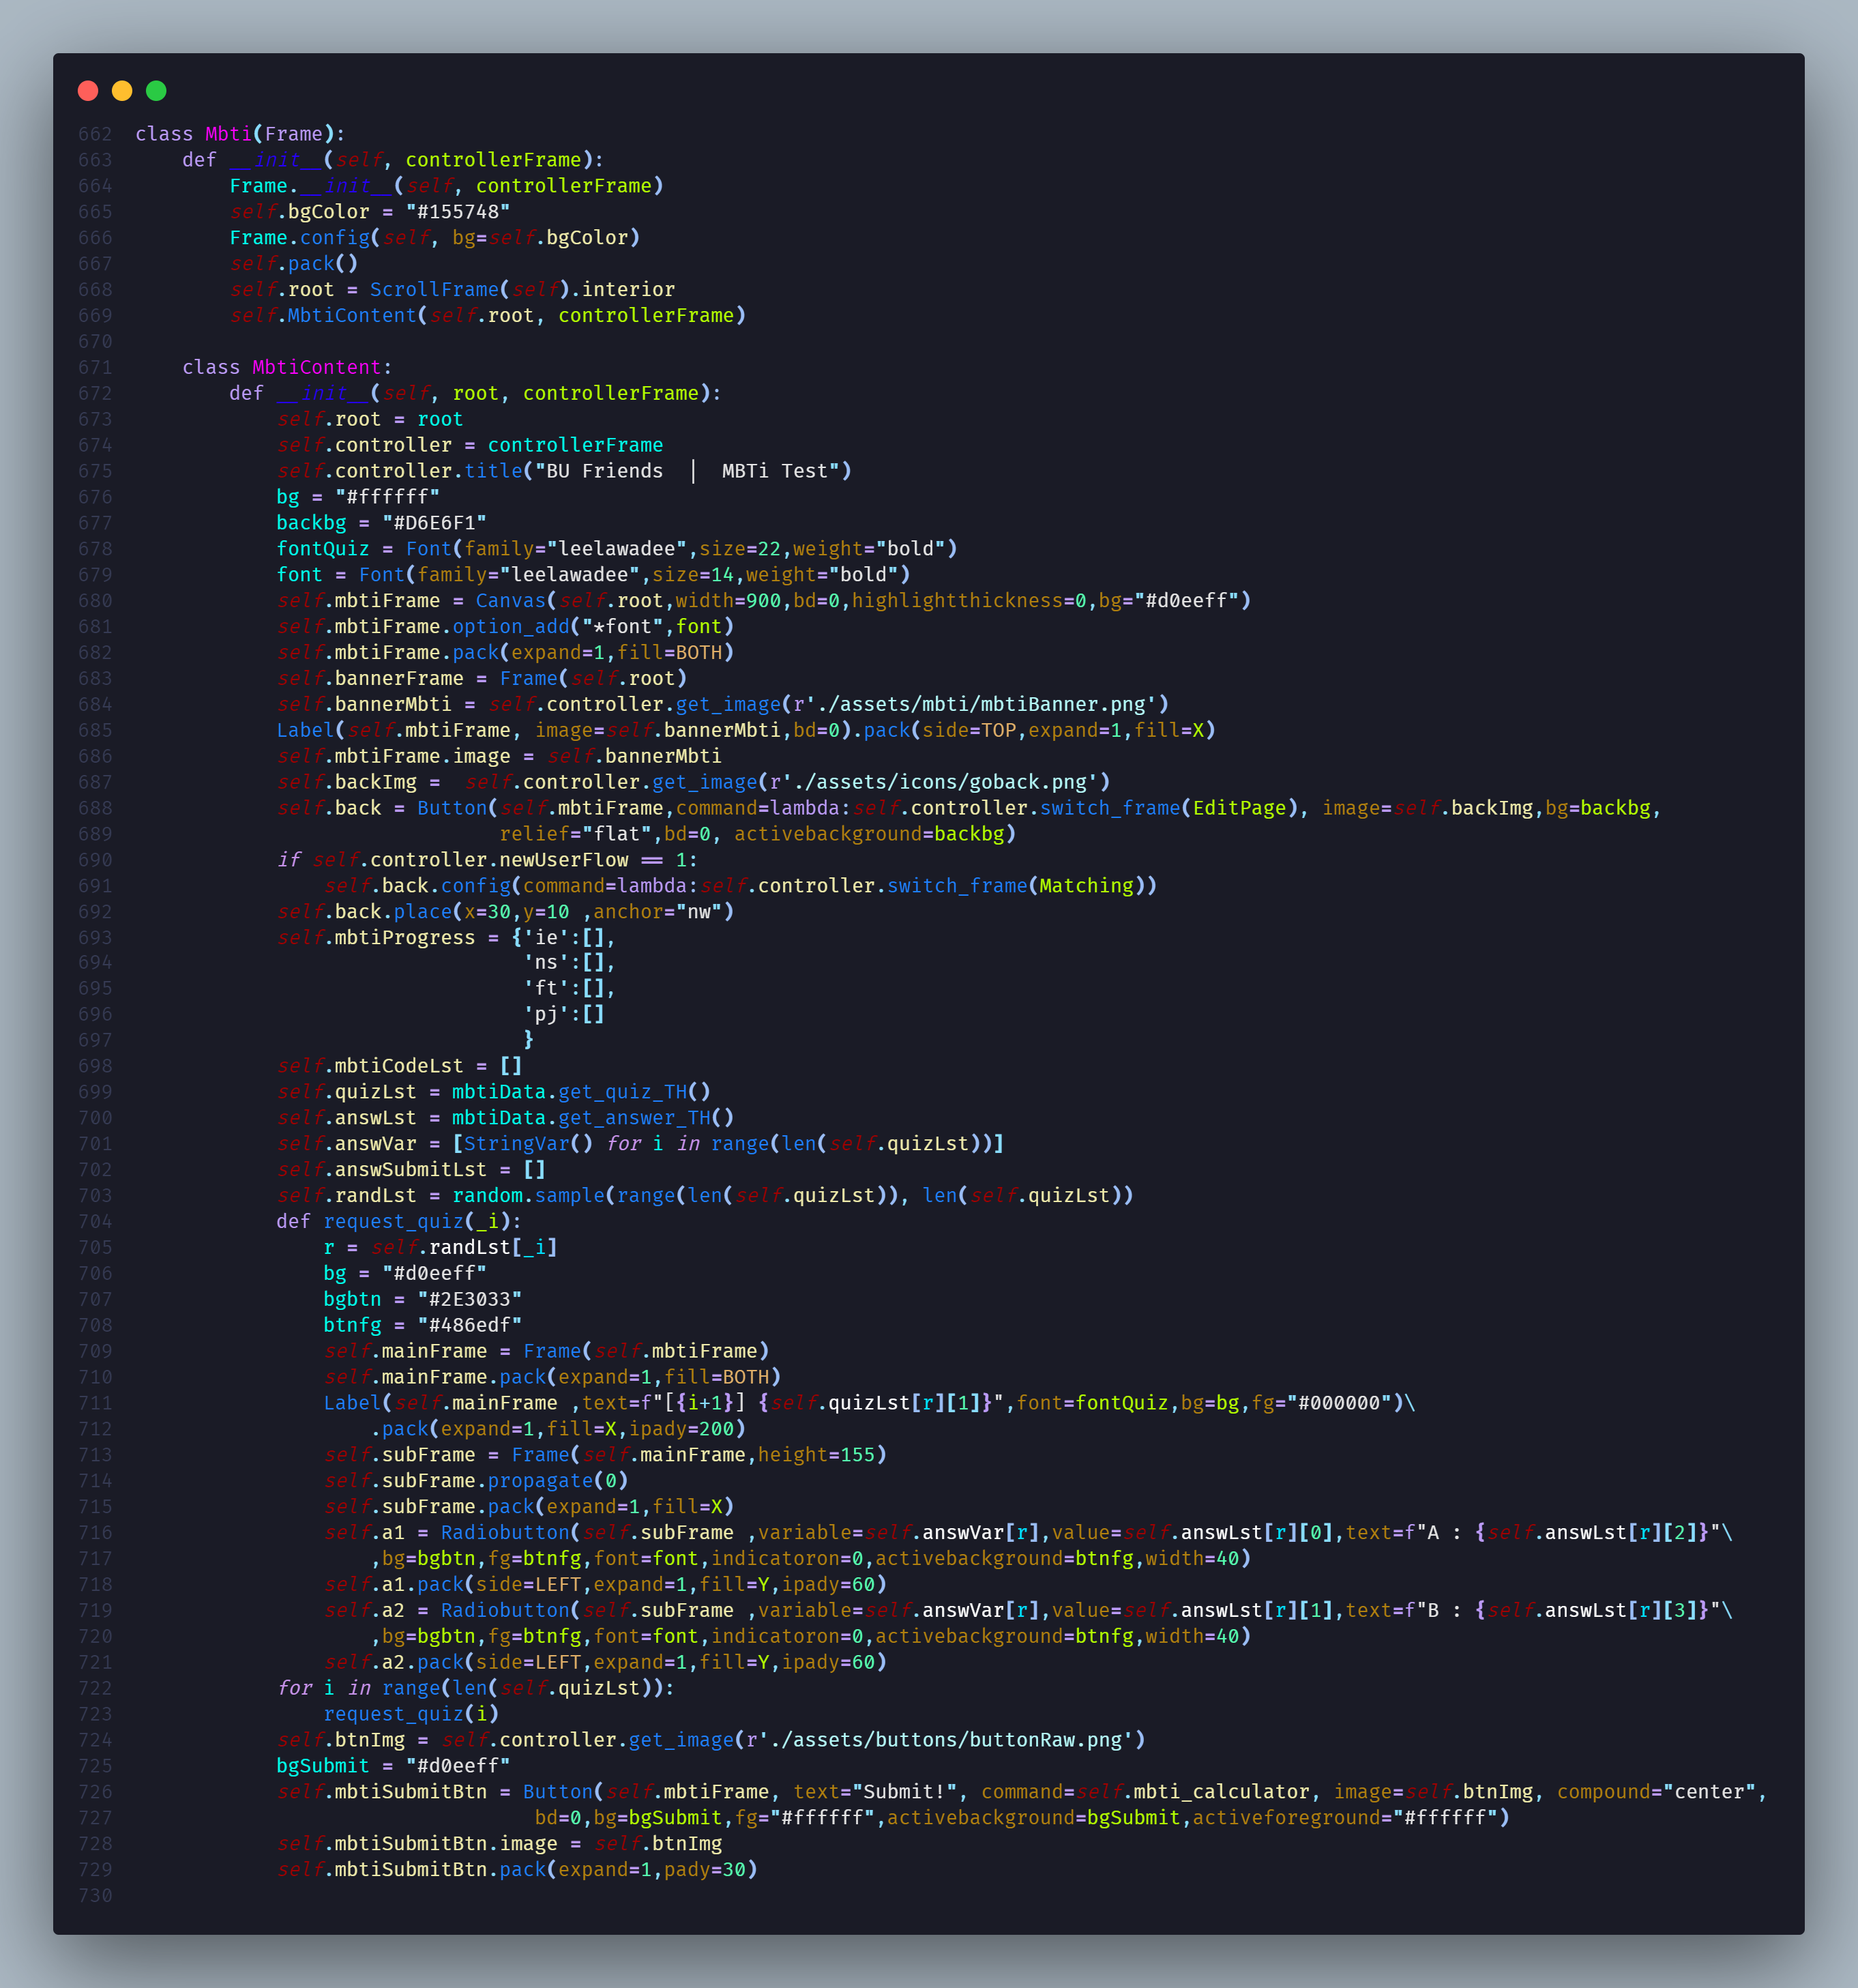 662 class Mbti(Frame):
663     def __init__(self, controllerFrame):
664         Frame.__init__(self, controllerFrame)
665         self.bgColor = "#155748"
666         Frame.config(self, bg=self.bgColor)
667         self.pack()
668         self.root = ScrollFrame(self).interior
669         self.MbtiContent(self.root, controllerFrame)
670
671     class MbtiContent:
672         def __init__(self, root, controllerFrame):
673             self.root = root
674             self.controller = controllerFrame
675             self.controller.title("BU Friends  |  MBTi Test")
676             bg = "#ffffff"
677             backbg = "#D6E6F1"
678             fontQuiz = Font(family="leelawadee",size=22,weight="bold")
679             font = Font(family="leelawadee",size=14,weight="bold")
680             self.mbtiFrame = Canvas(self.root,width=900,bd=0,highlightthickness=0,bg="#d0eeff")
681             self.mbtiFrame.option_add("*font",font)
682             self.mbtiFrame.pack(expand=1,fill=BOTH)
683             self.bannerFrame = Frame(self.root)
684             self.bannerMbti = self.controller.get_image(r'./assets/mbti/mbtiBanner.png')
685             Label(self.mbtiFrame, image=self.bannerMbti,bd=0).pack(side=TOP,expand=1,fill=X)
686             self.mbtiFrame.image = self.bannerMbti
687             self.backImg =  self.controller.get_image(r'./assets/icons/goback.png')
688             self.back = Button(self.mbtiFrame,command=lambda:self.controller.switch_frame(EditPage), image=self.backImg,bg=backbg,
689                                relief="flat",bd=0, activebackground=backbg)
690             if self.controller.newUserFlow == 1:
691                 self.back.config(command=lambda:self.controller.switch_frame(Matching))
692             self.back.place(x=30,y=10 ,anchor="nw")
693             self.mbtiProgress = {'ie':[],
694                                  'ns':[],
695                                  'ft':[],
696                                  'pj':[]
697                                  }
698             self.mbtiCodeLst = []
699             self.quizLst = mbtiData.get_quiz_TH()
700             self.answLst = mbtiData.get_answer_TH()
701             self.answVar = [StringVar() for i in range(len(self.quizLst))]
702             self.answSubmitLst = []
703             self.randLst = random.sample(range(len(self.quizLst)), len(self.quizLst))
704             def request_quiz(_i):
705                 r = self.randLst[_i]
706                 bg = "#d0eeff"
707                 bgbtn = "#2E3033"
708                 btnfg = "#486edf"
709                 self.mainFrame = Frame(self.mbtiFrame)
710                 self.mainFrame.pack(expand=1,fill=BOTH)
711                 Label(self.mainFrame ,text=f"[{i+1}] {self.quizLst[r][1]}",font=fontQuiz,bg=bg,fg="#000000")\
712                     .pack(expand=1,fill=X,ipady=200)
713                 self.subFrame = Frame(self.mainFrame,height=155)
714                 self.subFrame.propagate(0)
715                 self.subFrame.pack(expand=1,fill=X)
716                 self.a1 = Radiobutton(self.subFrame ,variable=self.answVar[r],value=self.answLst[r][0],text=f"A : {self.answLst[r][2]}"\
717                     ,bg=bgbtn,fg=btnfg,font=font,indicatoron=0,activebackground=btnfg,width=40)
718                 self.a1.pack(side=LEFT,expand=1,fill=Y,ipady=60)
719                 self.a2 = Radiobutton(self.subFrame ,variable=self.answVar[r],value=self.answLst[r][1],text=f"B : {self.answLst[r][3]}"\
720                     ,bg=bgbtn,fg=btnfg,font=font,indicatoron=0,activebackground=btnfg,width=40)
721                 self.a2.pack(side=LEFT,expand=1,fill=Y,ipady=60)
722             for i in range(len(self.quizLst)):
723                 request_quiz(i)
724             self.btnImg = self.controller.get_image(r'./assets/buttons/buttonRaw.png')
725             bgSubmit = "#d0eeff"
726             self.mbtiSubmitBtn = Button(self.mbtiFrame, text="Submit!", command=self.mbti_calculator, image=self.btnImg, compound="center",
727                                   bd=0,bg=bgSubmit,fg="#ffffff",activebackground=bgSubmit,activeforeground="#ffffff")
728             self.mbtiSubmitBtn.image = self.btnImg
729             self.mbtiSubmitBtn.pack(expand=1,pady=30)
730